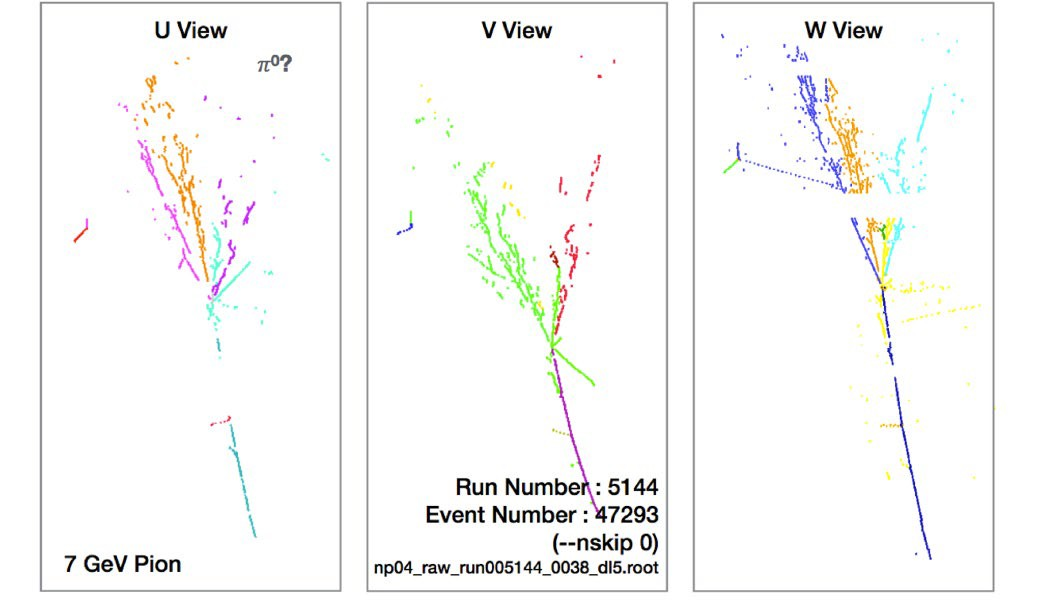 U View
π⁰?
7 GeV Pion
V View
Run Number : 5144
Event Number : 47293
(--nskip 0)
np04_raw_run005144_0038_dl5.root
W View